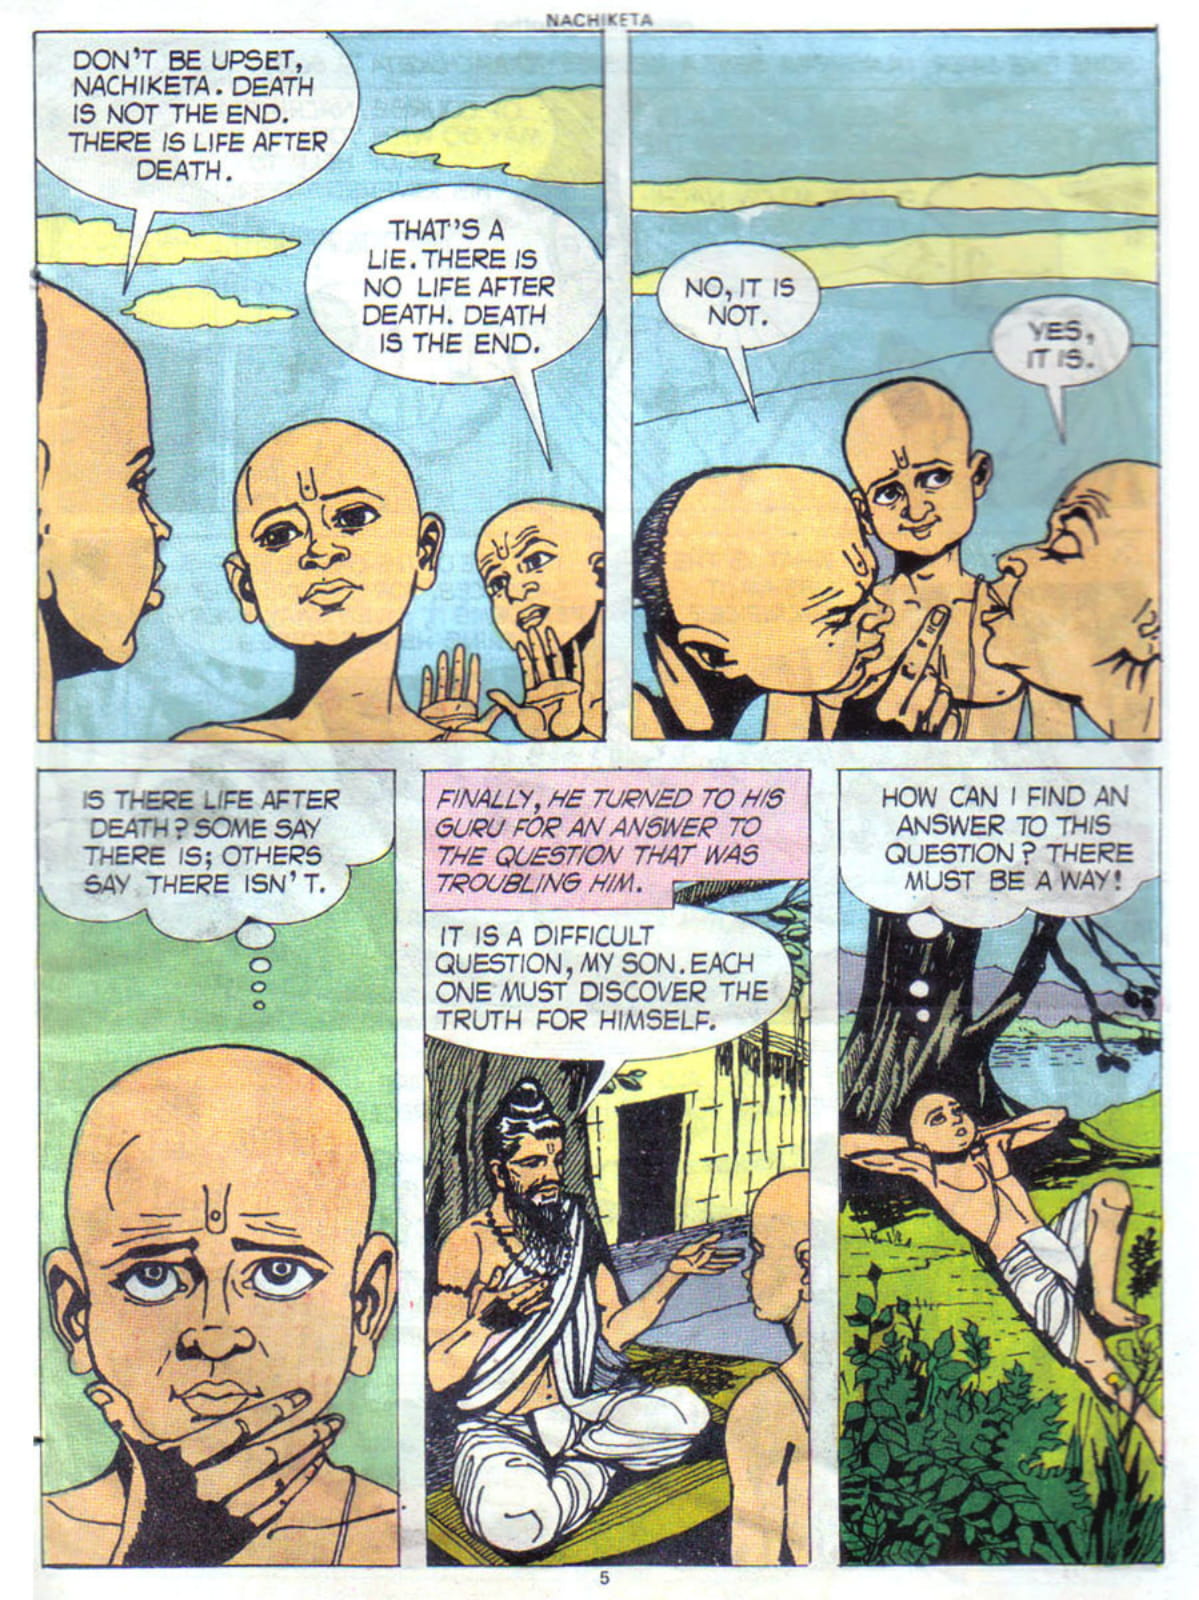 NACHIKETA
DON'T BE UPSET,
NACHIKETA. DEATH
IS NOT THE END.
THERE IS LIFE AFTER
DEATH.
THAT'S A
LIE. THERE IS
NO LIFE AFTER
DEATH. DEATH
IS THE END.
NO, IT IS
NOT.
YES,
IT IS.
IS THERE LIFE AFTER
DEATH? SOME SAY
THERE IS; OTHERS
SAY THERE ISN'T.
FINALLY, HE TURNED TO HIS
GURU FOR AN ANSWER TO
THE QUESTION THAT WAS
TROUBLING HIM.
IT IS A DIFFICULT
QUESTION, MY SON. EACH
ONE MUST DISCOVER THE
TRUTH FOR HIMSELF.
HOW CAN I FIND AN
ANSWER TO THIS
QUESTION? THERE
MUST BE A WAY!
5